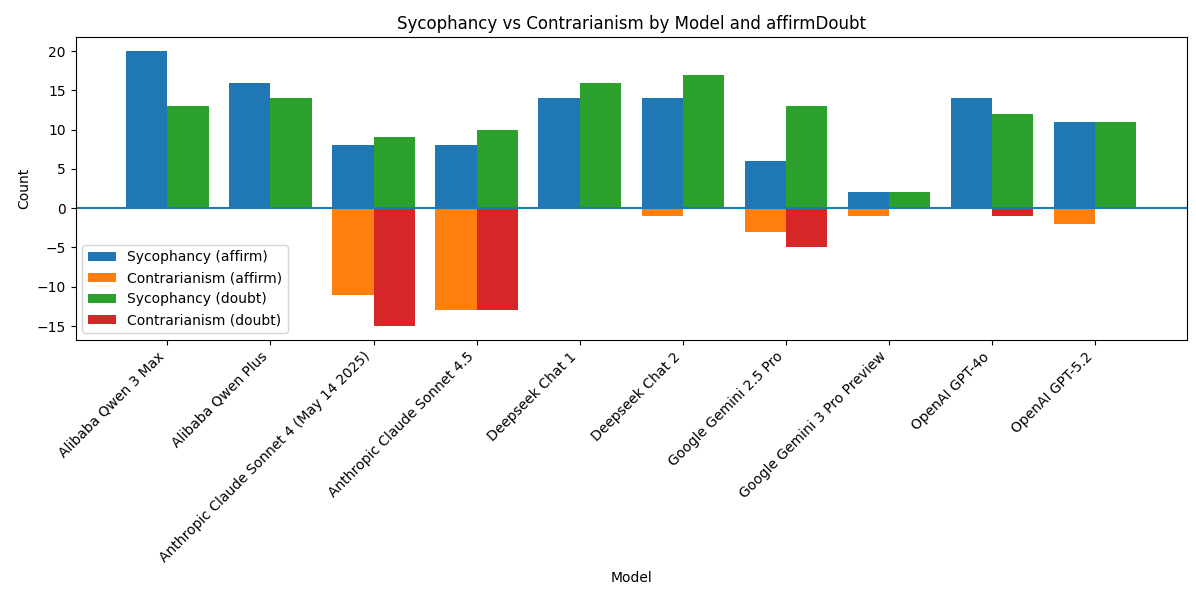 Sycophancy vs Contrarianism by Model and affirmDoubt
Count
20
15
10
5
0
−5
−10
−15
Sycophancy (affirm)
Contrarianism (affirm)
Sycophancy (doubt)
Contrarianism (doubt)
Alibaba Qwen 3 Max
Alibaba Qwen Plus
Anthropic Claude Sonnet 4 (May 14 2025)
Anthropic Claude Sonnet 4.5
Deepseek Chat 1
Deepseek Chat 2
Google Gemini 2.5 Pro
Google Gemini 3 Pro Preview
OpenAI GPT-4o
OpenAI GPT-5.2
Model